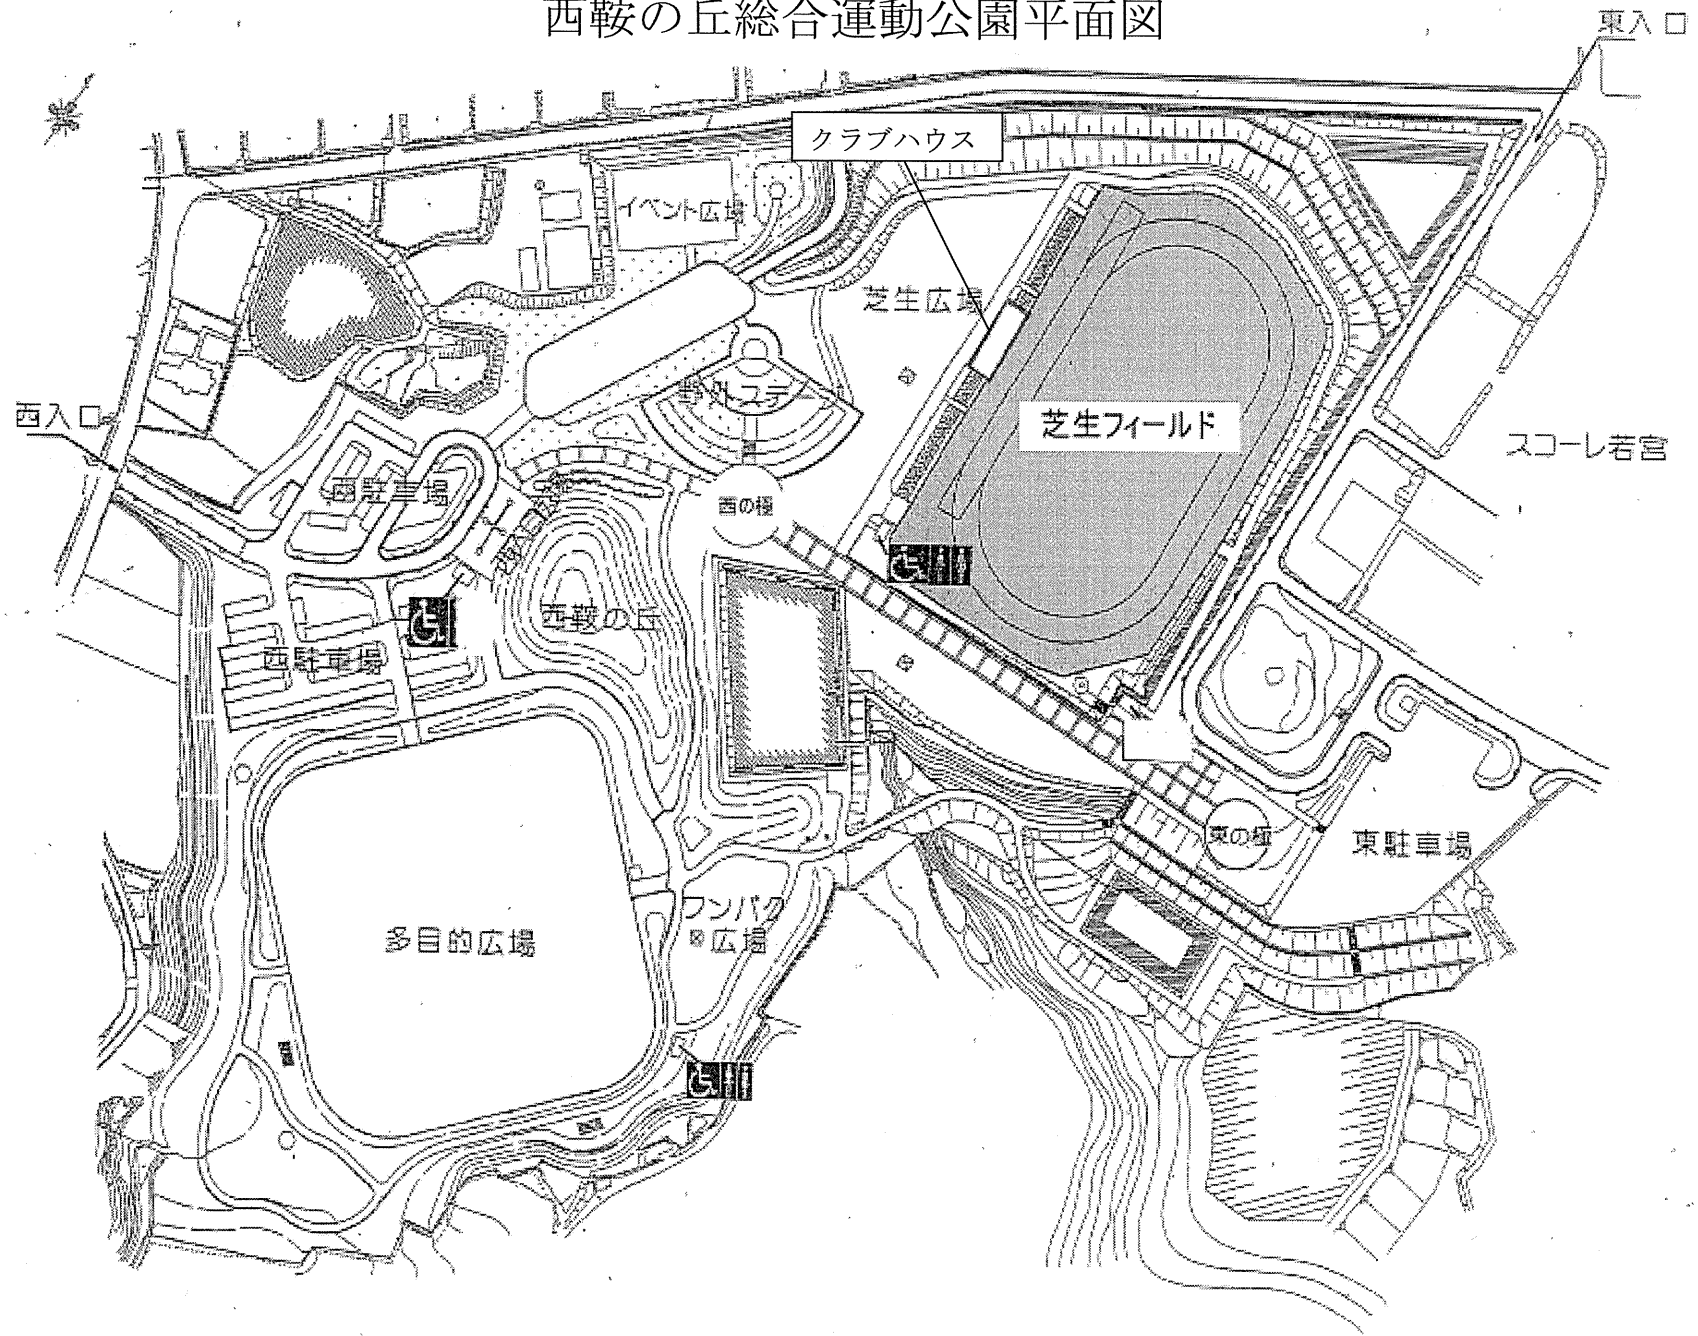 西鞍の丘総合運動公園平面図
東入口
クラブハウス
イベント広場
芝生広場
野外ステージ
西入口
芝生フィールド
スコーレ若宮
西駐車場
西の極
西鞍の丘
西駐車場
東の極
東駐車場
ワンパク
広場
多目的広場